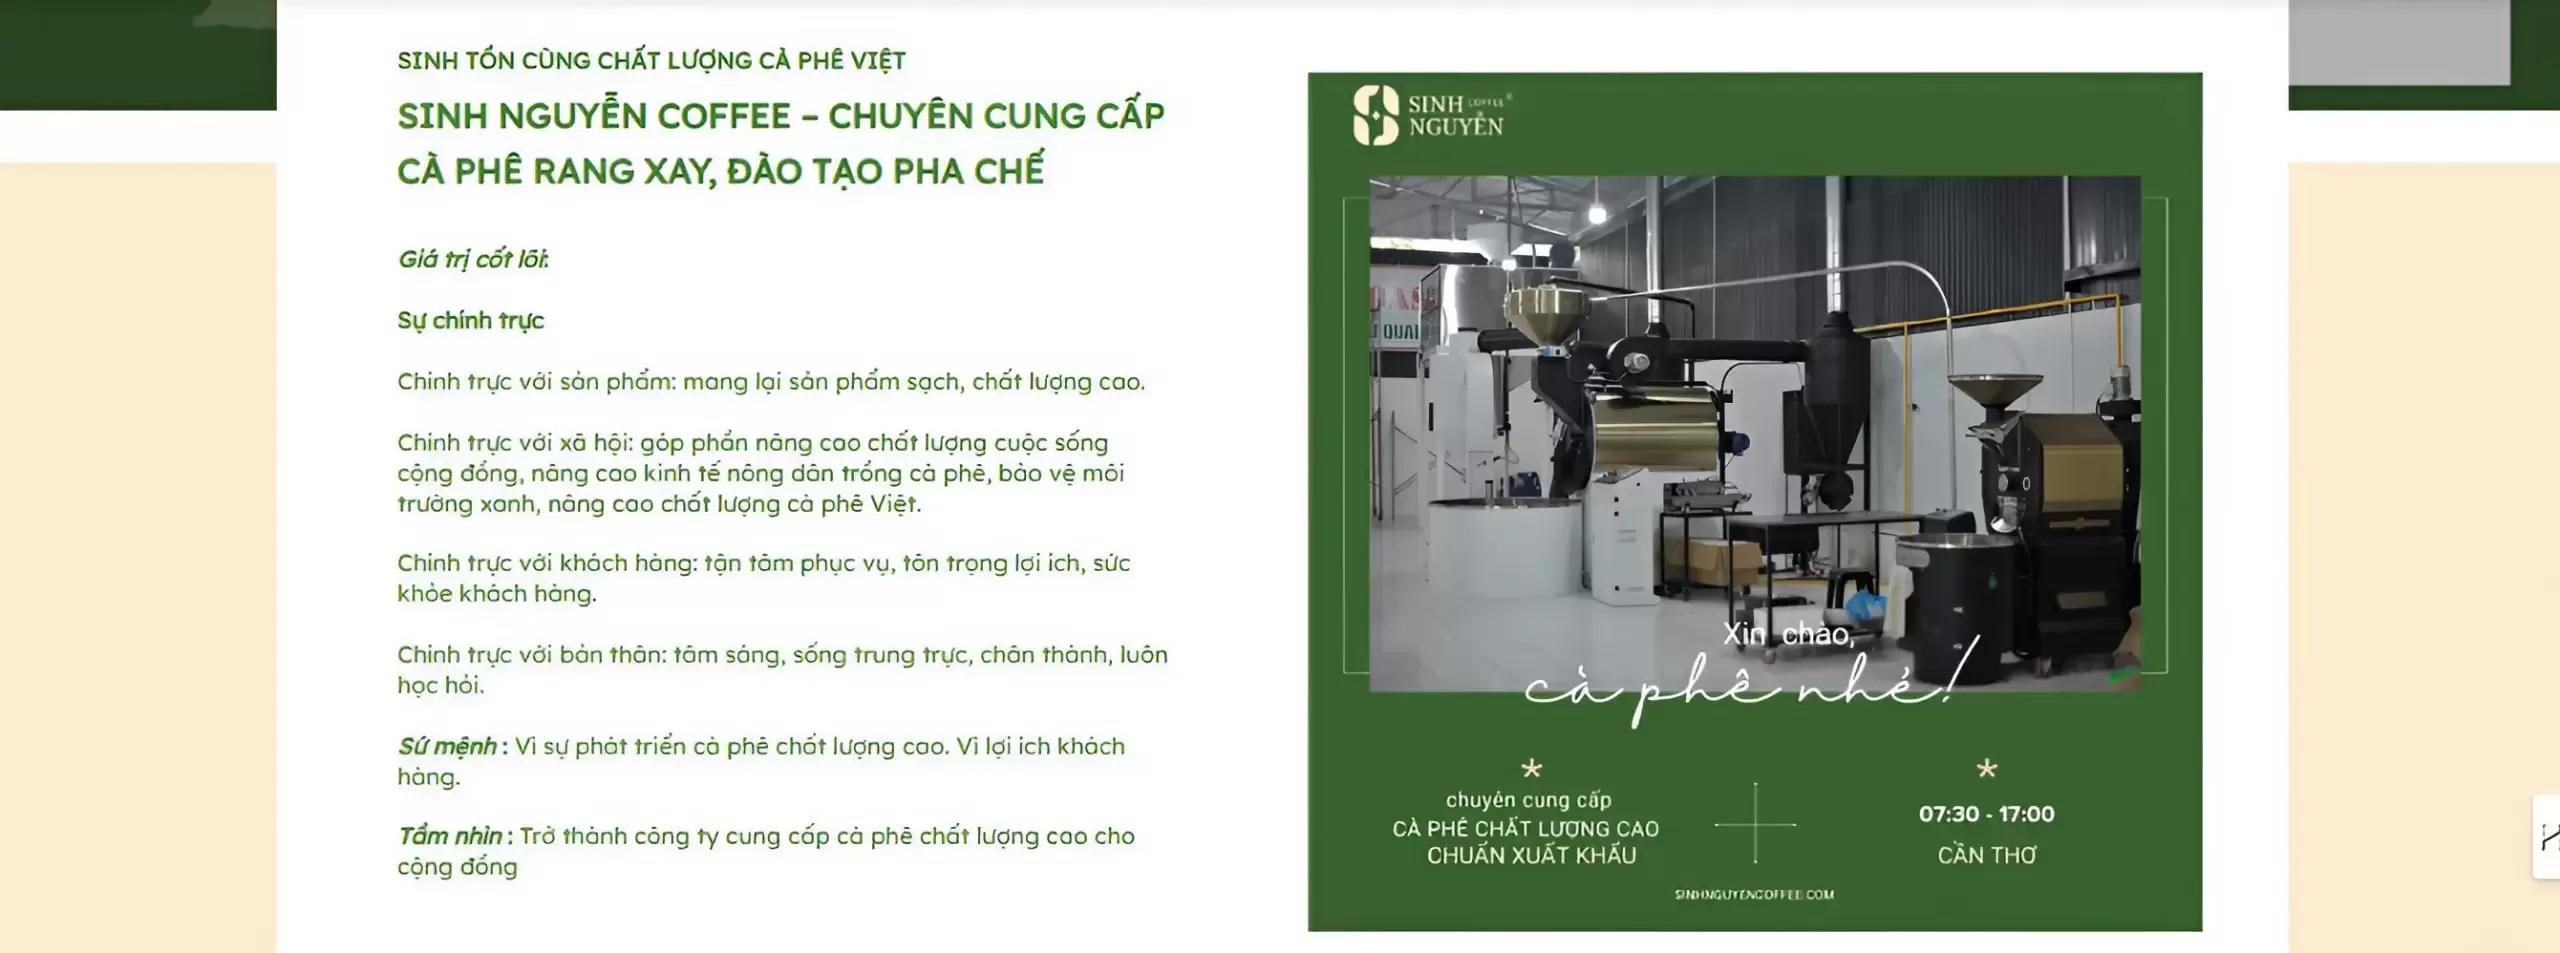 SINH TỒN CÙNG CHẤT LƯỢNG CÀ PHÊ VIỆT
SINH NGUYỄN COFFEE – CHUYÊN CUNG CẤP
CÀ PHÊ RANG XAY, ĐÀO TẠO PHA CHẾ
Giá trị cốt lõi:
Sự chính trực
Chính trực với sản phẩm: mang lại sản phẩm sạch, chất lượng cao.
Chính trực với xã hội: góp phần nâng cao chất lượng cuộc sống
cộng đồng, nâng cao kinh tế nông dân trồng cà phê, bảo vệ môi
trường xanh, nâng cao chất lượng cà phê Việt.
Chính trực với khách hàng: tận tâm phục vụ, tôn trọng lợi ích, sức
khỏe khách hàng.
Chính trực với bản thân: tâm sáng, sống trung trực, chân thành, luôn
học hỏi.
Sứ mệnh : Vì sự phát triển cà phê chất lượng cao. Vì lợi ích khách
hàng.
Tầm nhìn : Trở thành công ty cung cấp cà phê chất lượng cao cho
cộng đồng
SINH COFFEE
NGUYỄN
QUAI
Xin chào,
cà phê nhé!
*
chuyên cung cấp
CÀ PHÊ CHẤT LƯỢNG CAO
CHUẨN XUẤT KHẨU
*
07:30 - 17:00
CẦN THƠ
SINHNGUYENCOFFEE.COM